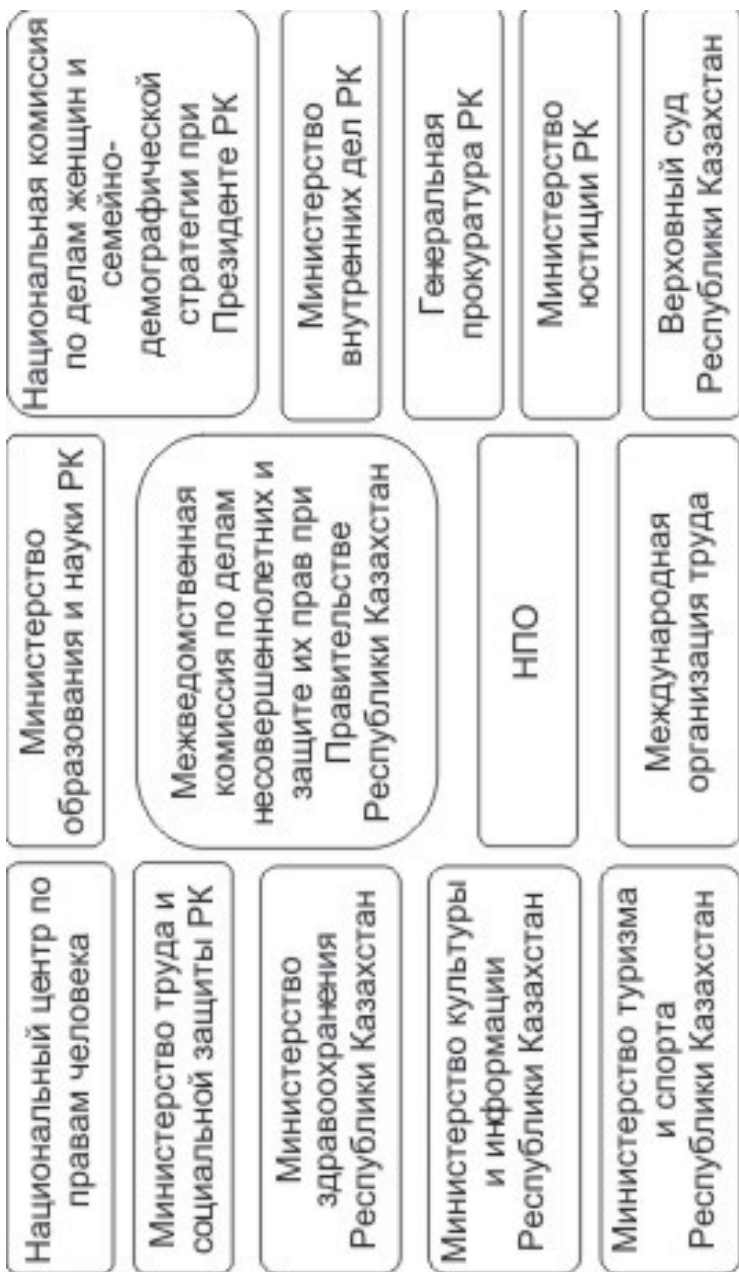 Национальный центр по
правам человека
Министерство труда и
социальной защиты РК
Министерство
здравоохранения
Республики Казахстан
Министерство культуры
и информации
Республики Казахстан
Министерство туризма
и спорта
Республики Казахстан
Министерство
образования и науки РК
Межведомственная
комиссия по делам
несовершеннолетних и
защите их прав при
Правительстве
Республики Казахстан
НПО
Международная
организация труда
Национальная комиссия
по делам женщин и
семейно-
демографической
стратегии при
Президенте РК
Министерство
внутренних дел РК
Генеральная
прокуратура РК
Министерство
юстиции РК
Верховный суд
Республики Казахстан